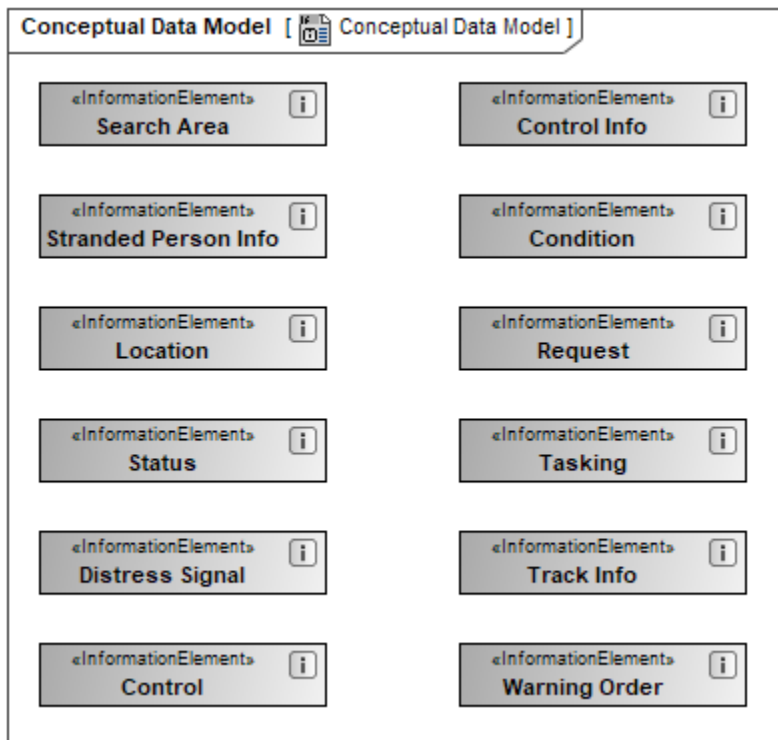 Conceptual Data Model [ Conceptual Data Model ]
«InformationElement»
Search Area
«InformationElement»
Control Info
«InformationElement»
Stranded Person Info
«InformationElement»
Condition
«InformationElement»
Location
«InformationElement»
Request
«InformationElement»
Status
«InformationElement»
Tasking
«InformationElement»
Distress Signal
«InformationElement»
Track Info
«InformationElement»
Control
«InformationElement»
Warning Order